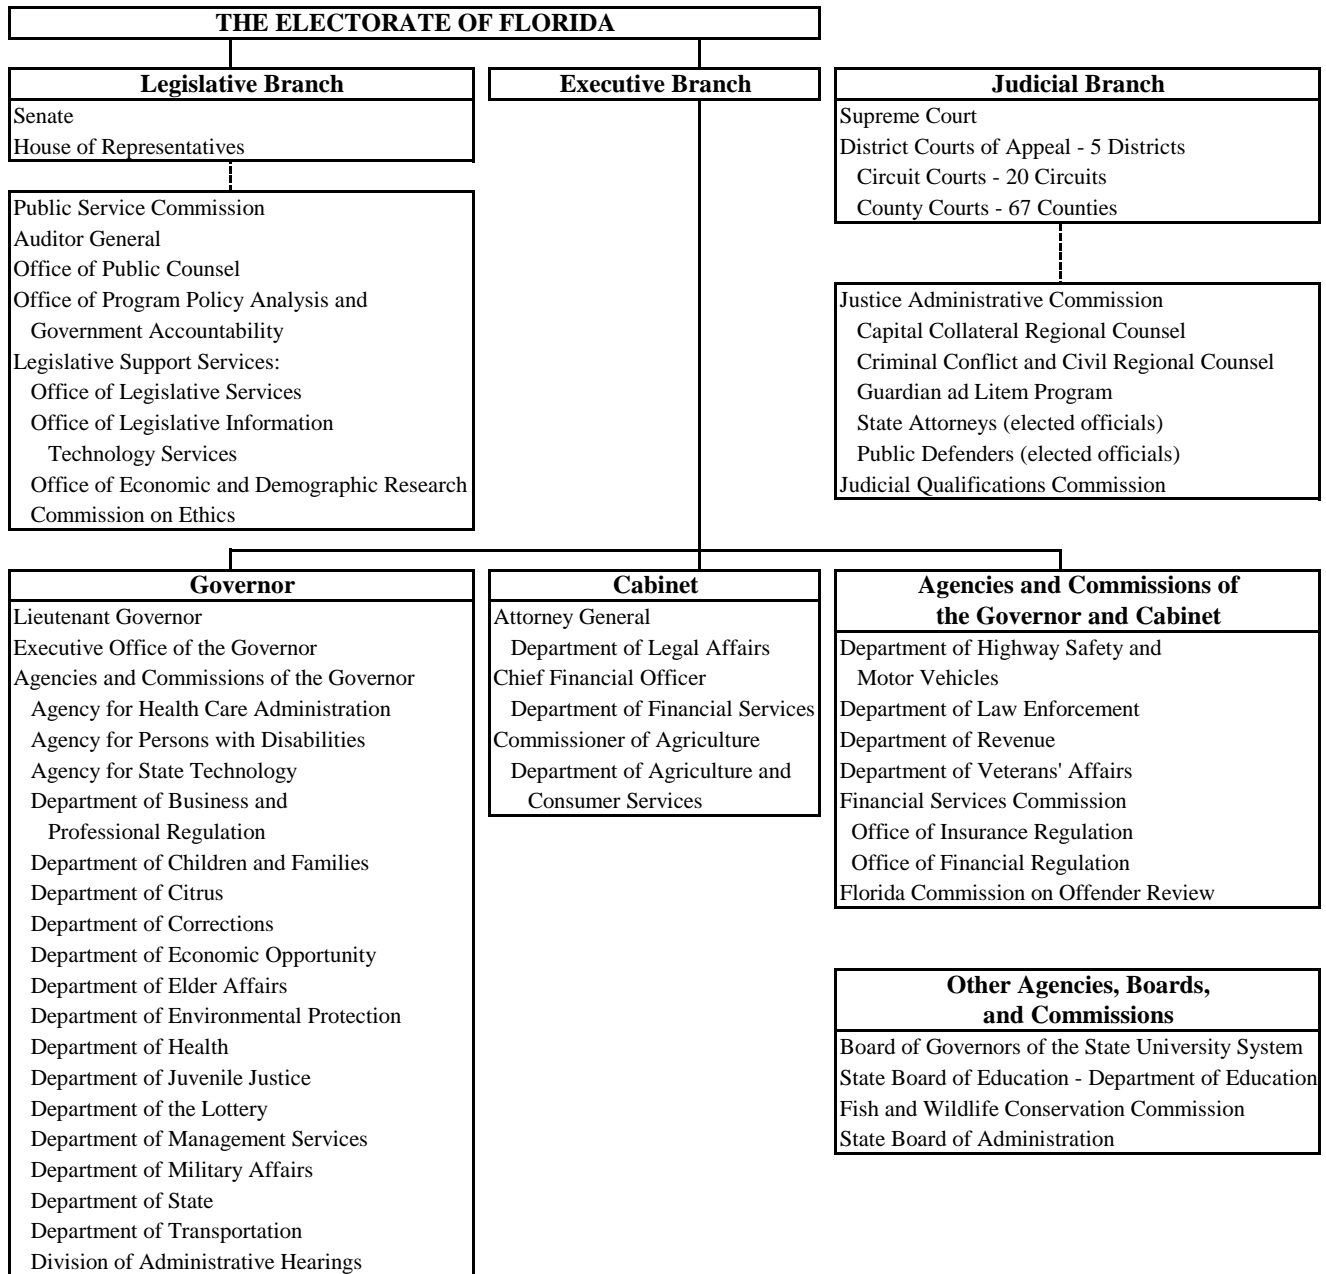 THE ELECTORATE OF FLORIDA
Legislative Branch
Senate
House of Representatives
Public Service Commission
Auditor General
Office of Public Counsel
Office of Program Policy Analysis and
Government Accountability
Legislative Support Services:
Office of Legislative Services
Office of Legislative Information
Technology Services
Office of Economic and Demographic Research
Commission on Ethics
Executive Branch
Judicial Branch
Supreme Court
District Courts of Appeal - 5 Districts
Circuit Courts - 20 Circuits
County Courts - 67 Counties
Justice Administrative Commission
Capital Collateral Regional Counsel
Criminal Conflict and Civil Regional Counsel
Guardian ad Litem Program
State Attorneys (elected officials)
Public Defenders (elected officials)
Judicial Qualifications Commission
Governor
Lieutenant Governor
Executive Office of the Governor
Agencies and Commissions of the Governor
Agency for Health Care Administration
Agency for Persons with Disabilities
Agency for State Technology
Department of Business and
Professional Regulation
Department of Children and Families
Department of Citrus
Department of Corrections
Department of Economic Opportunity
Department of Elder Affairs
Department of Environmental Protection
Department of Health
Department of Juvenile Justice
Department of the Lottery
Department of Management Services
Department of Military Affairs
Department of State
Department of Transportation
Division of Administrative Hearings
Cabinet
Attorney General
Department of Legal Affairs
Chief Financial Officer
Department of Financial Services
Commissioner of Agriculture
Department of Agriculture and
Consumer Services
Agencies and Commissions of
the Governor and Cabinet
Department of Highway Safety and
Motor Vehicles
Department of Law Enforcement
Department of Revenue
Department of Veterans' Affairs
Financial Services Commission
Office of Insurance Regulation
Office of Financial Regulation
Florida Commission on Offender Review
Other Agencies, Boards,
and Commissions
Board of Governors of the State University System
State Board of Education - Department of Education
Fish and Wildlife Conservation Commission
State Board of Administration